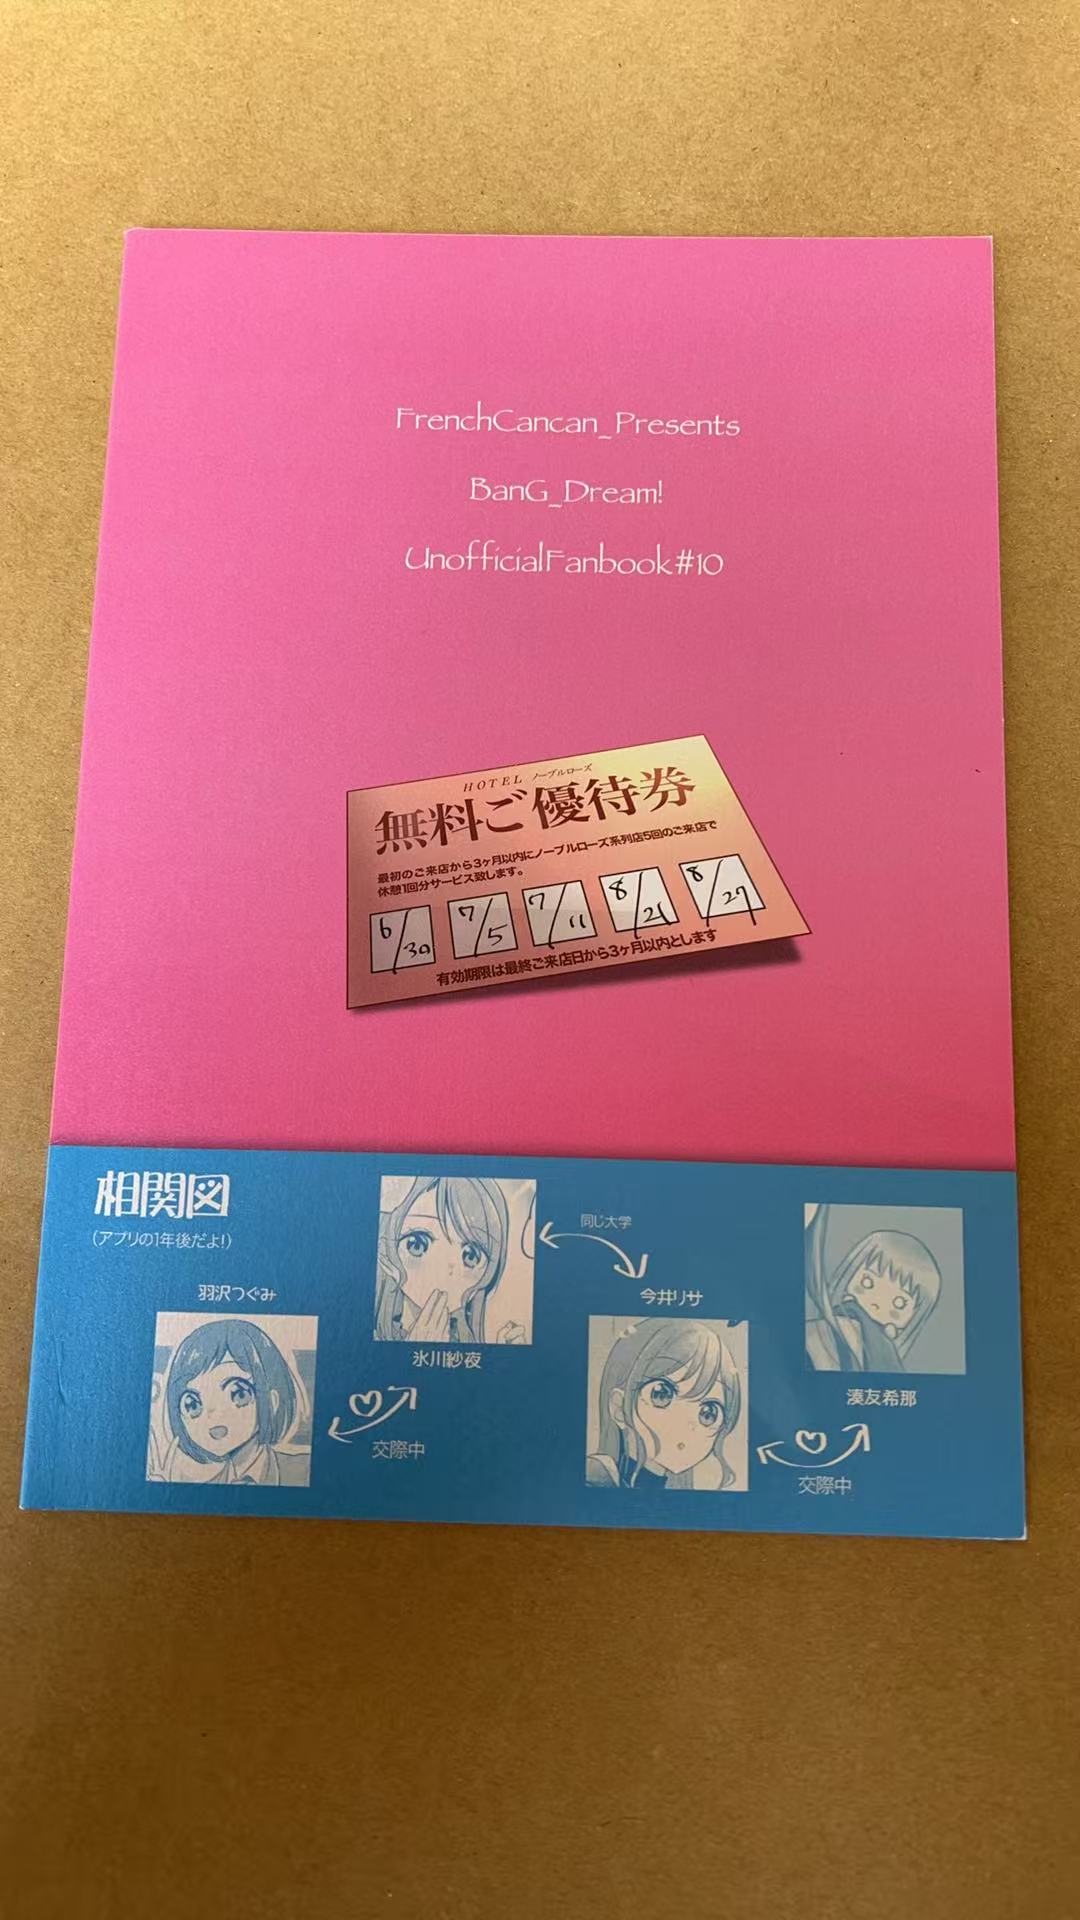 FrenchCancan_Presents
BanG_Dream!
UnofficialFanbook#10
HOTEL ノーブルローズ
無料ご優待券
最初のご来店から3ヶ月以内にノーブルローズ系列店5回のご来店で
休憩1回分サービス致します。
6/30 7/5 7/11 8/21 8/27
有効期限は最終ご来店日から3ヶ月以内とします
相関図
(アプリの1年後だよ!)
羽沢つぐみ
交際中
氷川紗夜
同じ大学
今井リサ
交際中
湊友希那